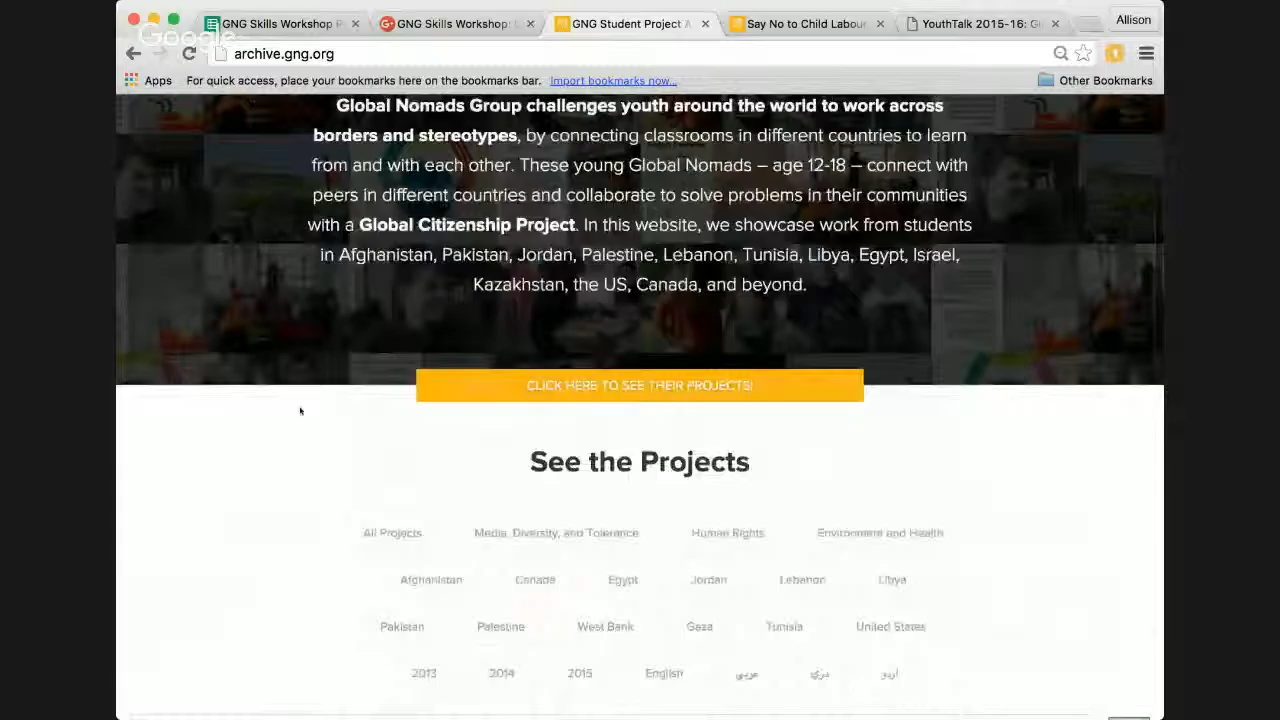 GNG Skills Workshop
GNG Skills Workshop:
GNG Student Project A
Say No to Child Labour
YouthTalk 2015-16: G
Allison
Google
archive.gng.org
Apps For quick access, place your bookmarks here on the bookmarks bar. Import bookmarks now... Other Bookmarks
Global Nomads Group challenges youth around the world to work across
borders and stereotypes, by connecting classrooms in different countries to learn
from and with each other. These young Global Nomads – age 12-18 – connect with
peers in different countries and collaborate to solve problems in their communities
with a Global Citizenship Project. In this website, we showcase work from students
in Afghanistan, Pakistan, Jordan, Palestine, Lebanon, Tunisia, Libya, Egypt, Israel,
Kazakhstan, the US, Canada, and beyond.
CLICK HERE TO SEE THEIR PROJECTS!
See the Projects
All Projects Media, Diversity, and Tolerance Human Rights Environment and Health
Afghanistan Canada Egypt Jordan Lebanon Libya
Pakistan Palestine West Bank Gaza Tunisia United States
2013 2014 2015 English عربي دري اردو